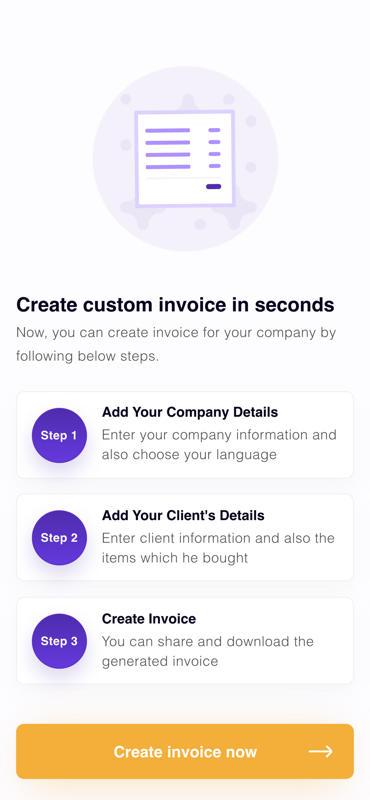 Create custom invoice in seconds
Now, you can create invoice for your company by
following below steps.
Step 1
Add Your Company Details
Enter your company information and
also choose your language
Step 2
Add Your Client's Details
Enter client information and also the
items which he bought
Step 3
Create Invoice
You can share and download the
generated invoice
Create invoice now